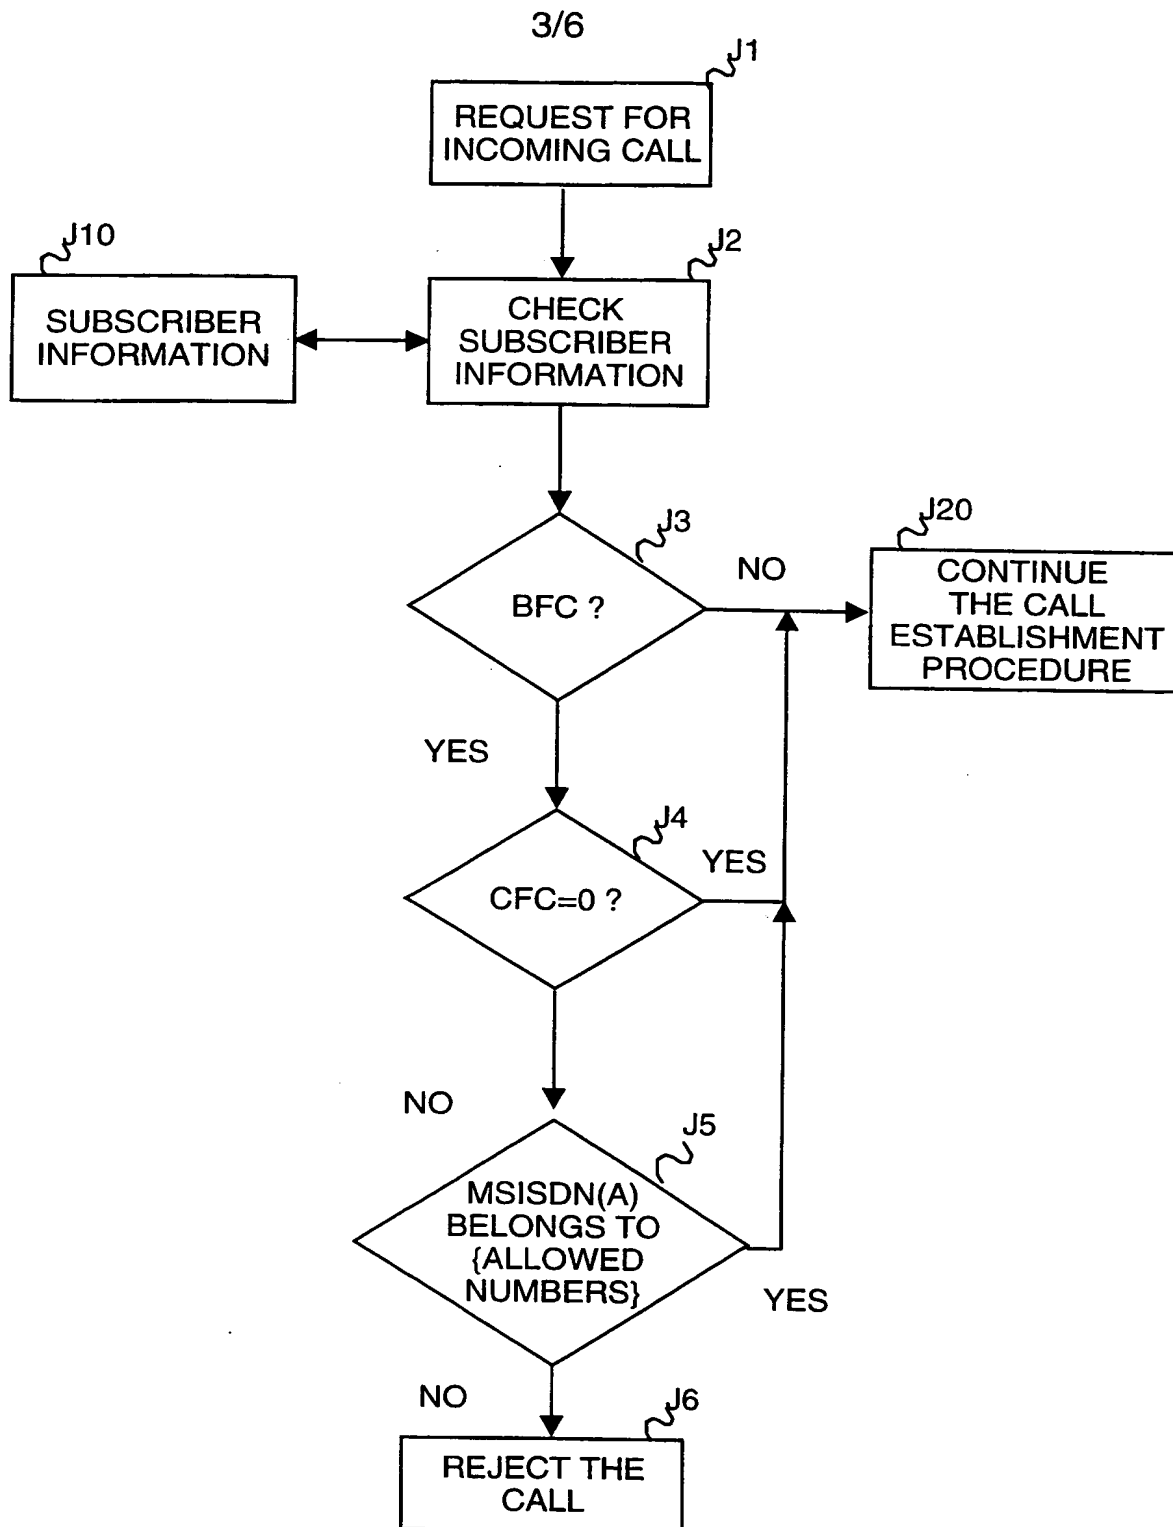 3/6
J1
REQUEST FOR
INCOMING CALL
J10
J2
SUBSCRIBER
INFORMATION
CHECK
SUBSCRIBER
INFORMATION
J3
J20
BFC ?
NO
CONTINUE
THE CALL
ESTABLISHMENT
PROCEDURE
YES
J4
CFC=0 ?
YES
NO
J5
MSISDN(A)
BELONGS TO
{ALLOWED
NUMBERS}
YES
NO
J6
REJECT THE
CALL